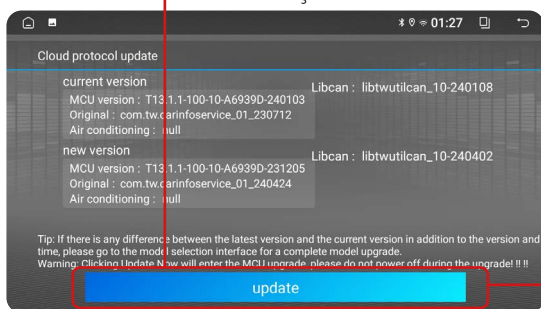 01:27
Cloud protocol update
current version
Libcan : libtwutilcan_10-240108
MCU version : T13.1.1-100-10-A6939D-240103
Original : com.tw.carinfoservice_01_230712
Air conditioning : null
new version
Libcan : libtwutilcan_10-240402
MCU version : T13.1.1-100-10-A6939D-231205
Original : com.tw.carinfoservice_01_240424
Air conditioning : null
Tip: If there is any difference between the latest version and the current version in addition to the version and
time, please go to the model selection interface for a complete model upgrade.
Warning: Clicking Update Now will enter the MCU upgrade, please do not power off during the upgrade! !! !!
update